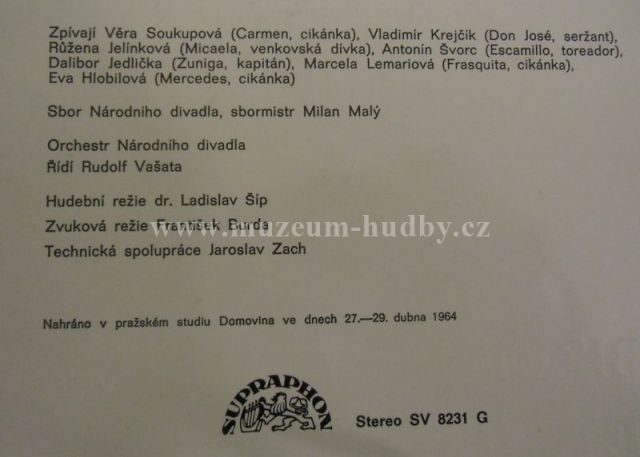 Zpívají Věra Soukupová (Carmen, cikánka), Vladimír Krejčík (Don José, seržant),
Růžena Jelínková (Micaela, venkovská dívka), Antonín Švorc (Escamillo, toreador),
Dalibor Jedlička (Zuniga, kapitán), Marcela Lemariová (Frasquita, cikánka),
Eva Hlobilová (Mercedes, cikánka)
Sbor Národního divadla, sbormistr Milan Malý
Orchestr Národního divadla
Řídí Rudolf Vašata
Hudební režie dr. Ladislav Šíp
Zvuková režie František Burda
www.muzeum-hudby.cz
Technická spolupráce Jaroslav Zach
Nahráno v pražském studiu Domovina ve dnech 27.—29. dubna 1964
SUPRAPHON
Stereo SV 8231 G